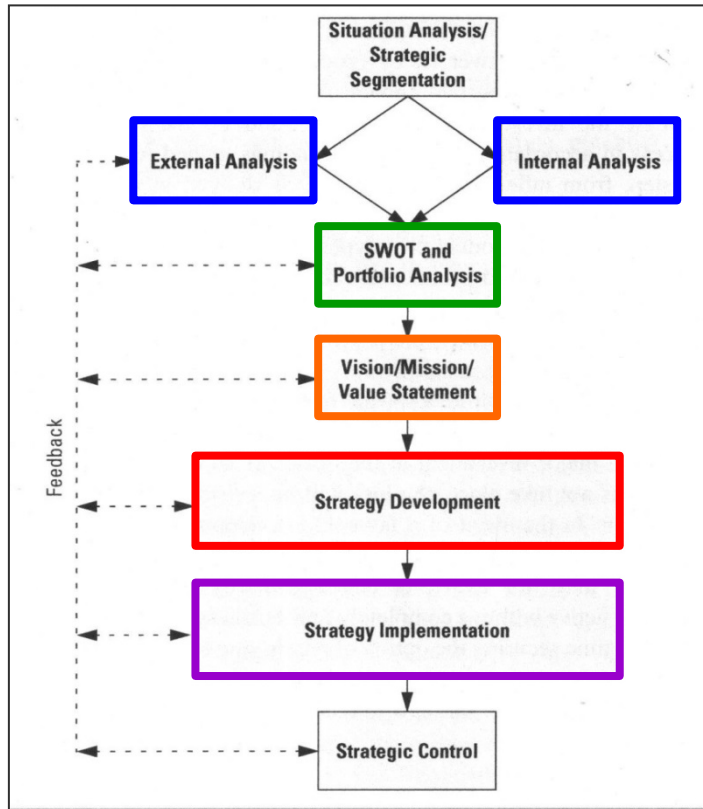 Situation Analysis/
Strategic
Segmentation
External Analysis
Internal Analysis
SWOT and
Portfolio Analysis
Vision/Mission/
Value Statement
Feedback
Strategy Development
Strategy Implementation
Strategic Control